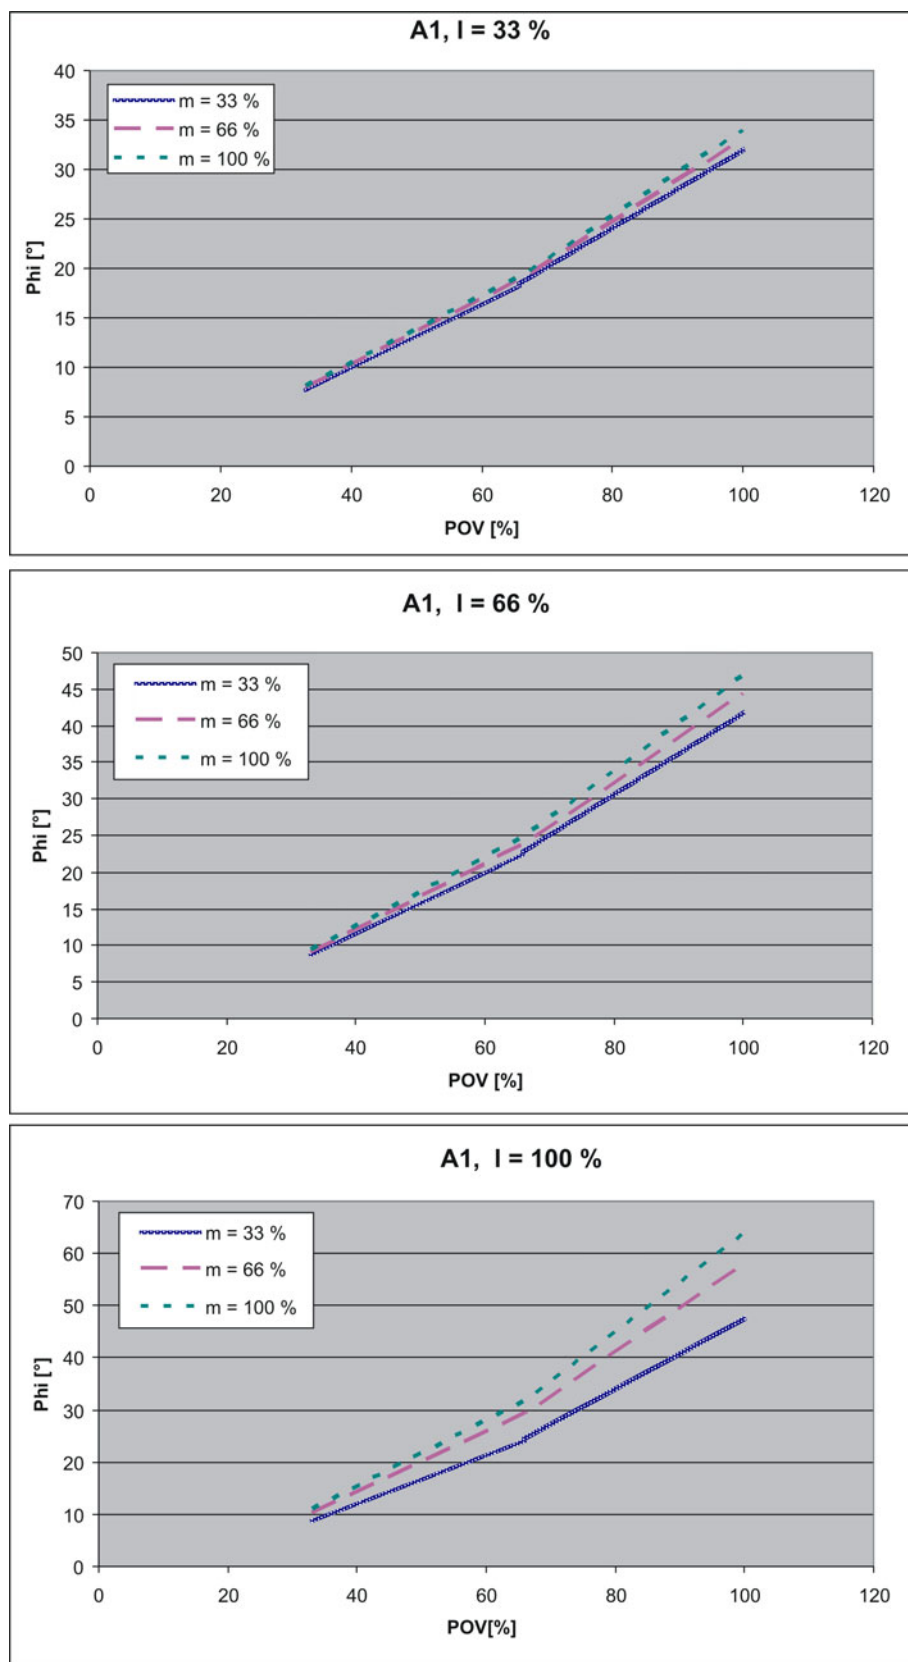 A1, l = 33 %
40
35
30
25
20
15
10
5
0
Phi [°]
m = 33 %
m = 66 %
m = 100 %
0 20 40 60 80 100 120
POV [%]
A1, l = 66 %
50
45
40
35
30
25
20
15
10
5
0
Phi [°]
m = 33 %
m = 66 %
m = 100 %
0 20 40 60 80 100 120
POV [%]
A1, l = 100 %
70
60
50
40
30
20
10
0
Phi [°]
m = 33 %
m = 66 %
m = 100 %
0 20 40 60 80 100 120
POV[%]